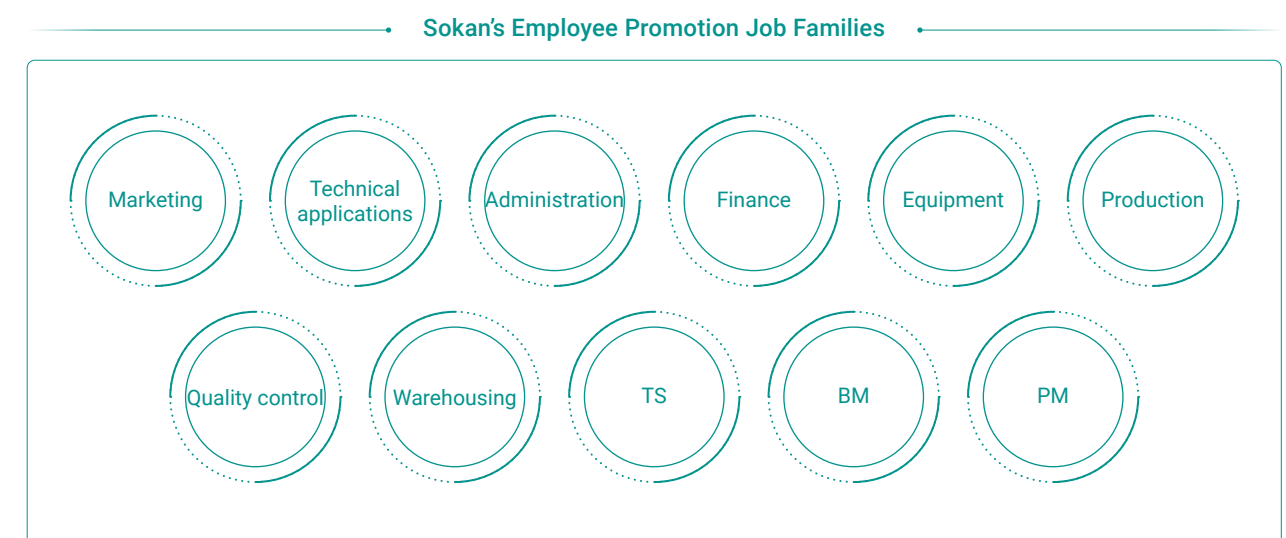 Sokan’s Employee Promotion Job Families
Marketing
Technical
applications
Administration
Finance
Equipment
Production
Quality control
Warehousing
TS
BM
PM